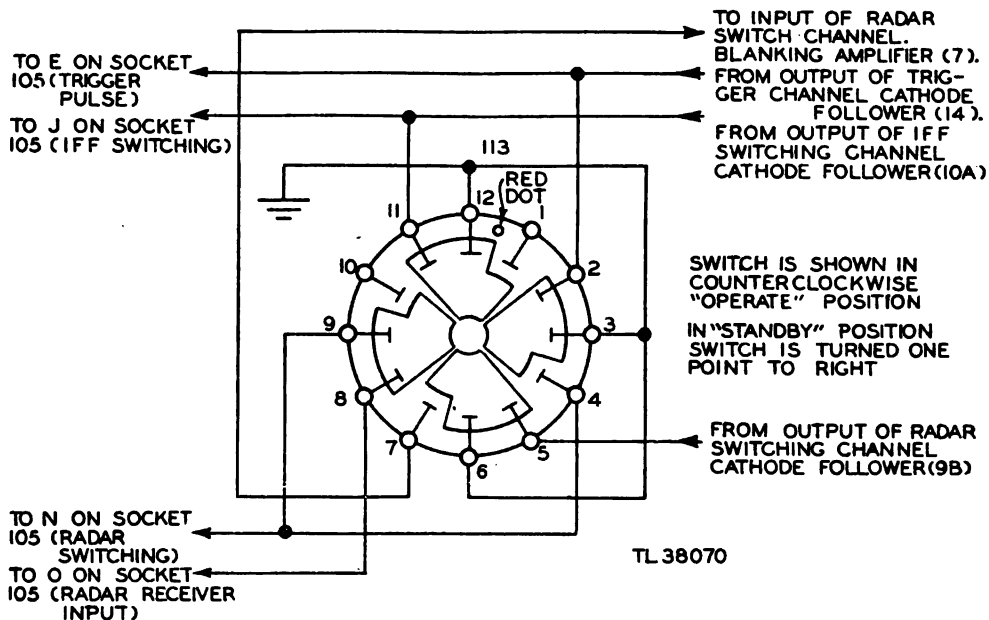 TO INPUT OF RADAR
SWITCH CHANNEL.
BLANKING AMPLIFIER (7).
TO E ON SOCKET
105 (TRIGGER
PULSE)
FROM OUTPUT OF TRIG-
GER CHANNEL CATHODE
FOLLOWER (14).
TO J ON SOCKET
105 (IFF SWITCHING)
FROM OUTPUT OF IFF
SWITCHING CHANNEL
CATHODE FOLLOWER(10A)
113
RED
DOT
12
1
11
2
10
3
9
4
8
5
7
6
SWITCH IS SHOWN IN
COUNTERCLOCKWISE
"OPERATE" POSITION
IN "STANDBY" POSITION
SWITCH IS TURNED ONE
POINT TO RIGHT
FROM OUTPUT OF RADAR
SWITCHING CHANNEL
CATHODE FOLLOWER(9B)
TO N ON SOCKET
105 (RADAR
SWITCHING)
TO O ON SOCKET
105 (RADAR RECEIVER
INPUT)
TL 38070